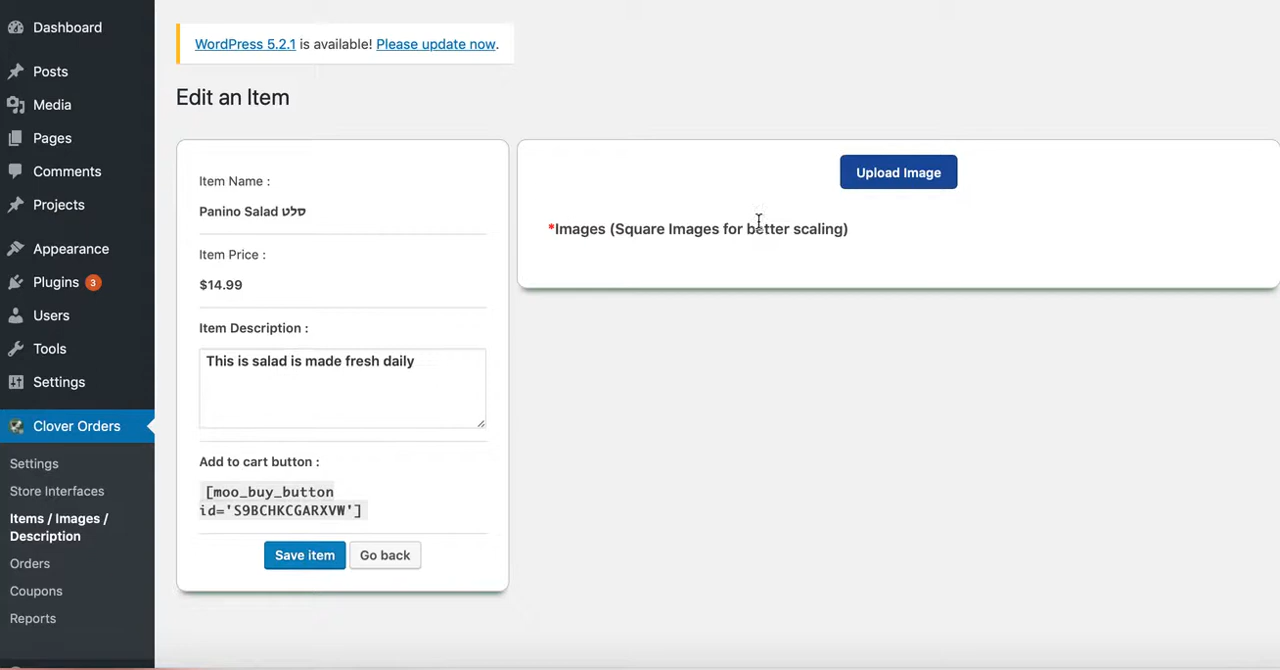 Dashboard
Posts
Media
Pages
Comments
Projects
Appearance
Plugins 3
Users
Tools
Settings
Clover Orders
Settings
Store Interfaces
Items / Images /
Description
Orders
Coupons
Reports
WordPress 5.2.1 is available! Please update now.
Edit an Item
Item Name :
Panino Salad סלט
Item Price :
$14.99
Item Description :
This is salad is made fresh daily
Add to cart button :
[moo_buy_button
id='S9BCHKCGARXVW']
Save item
Go back
Upload Image
*Images (Square Images for better scaling)